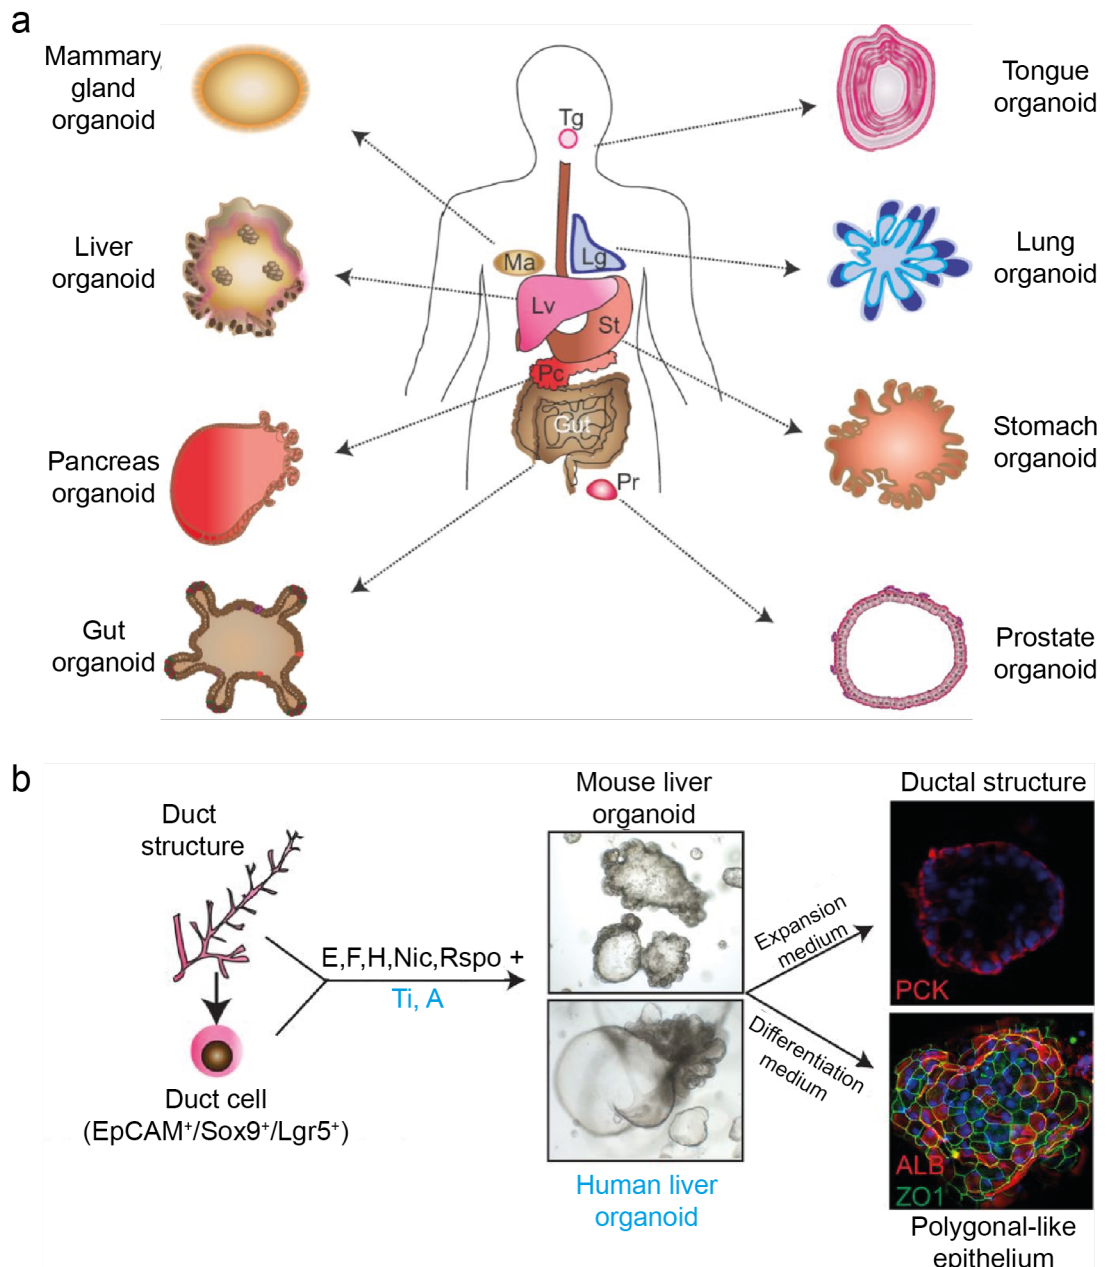 a
Mammary
gland
organoid
Tongue
organoid
Tg
Liver
organoid
Lung
organoid
Ma
Lg
Lv
St
Pc
Gut
Pr
Pancreas
organoid
Stomach
organoid
Gut
organoid
Prostate
organoid
b
Duct
structure
Duct cell
(EpCAM⁺/Sox9⁺/Lgr5⁺)
E,F,H,Nic,Rspo +
Ti, A
Mouse liver
organoid
Human liver
organoid
Expansion
medium
Differentiation
medium
Ductal structure
PCK
ALB
ZO1
Polygonal-like
epithelium